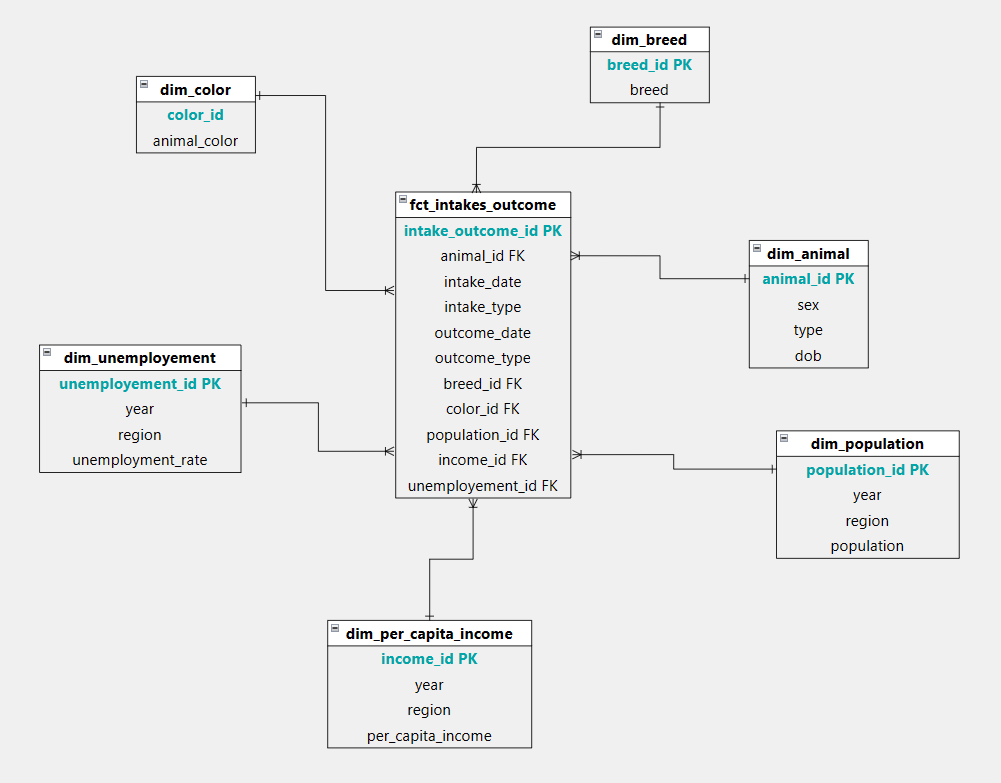 dim_breed
breed_id PK
breed
dim_color
color_id
animal_color
fct_intakes_outcome
intake_outcome_id PK
animal_id FK
intake_date
intake_type
outcome_date
outcome_type
breed_id FK
color_id FK
population_id FK
income_id FK
unemployement_id FK
dim_animal
animal_id PK
sex
type
dob
dim_unemployement
unemployement_id PK
year
region
unemployment_rate
dim_population
population_id PK
year
region
population
dim_per_capita_income
income_id PK
year
region
per_capita_income